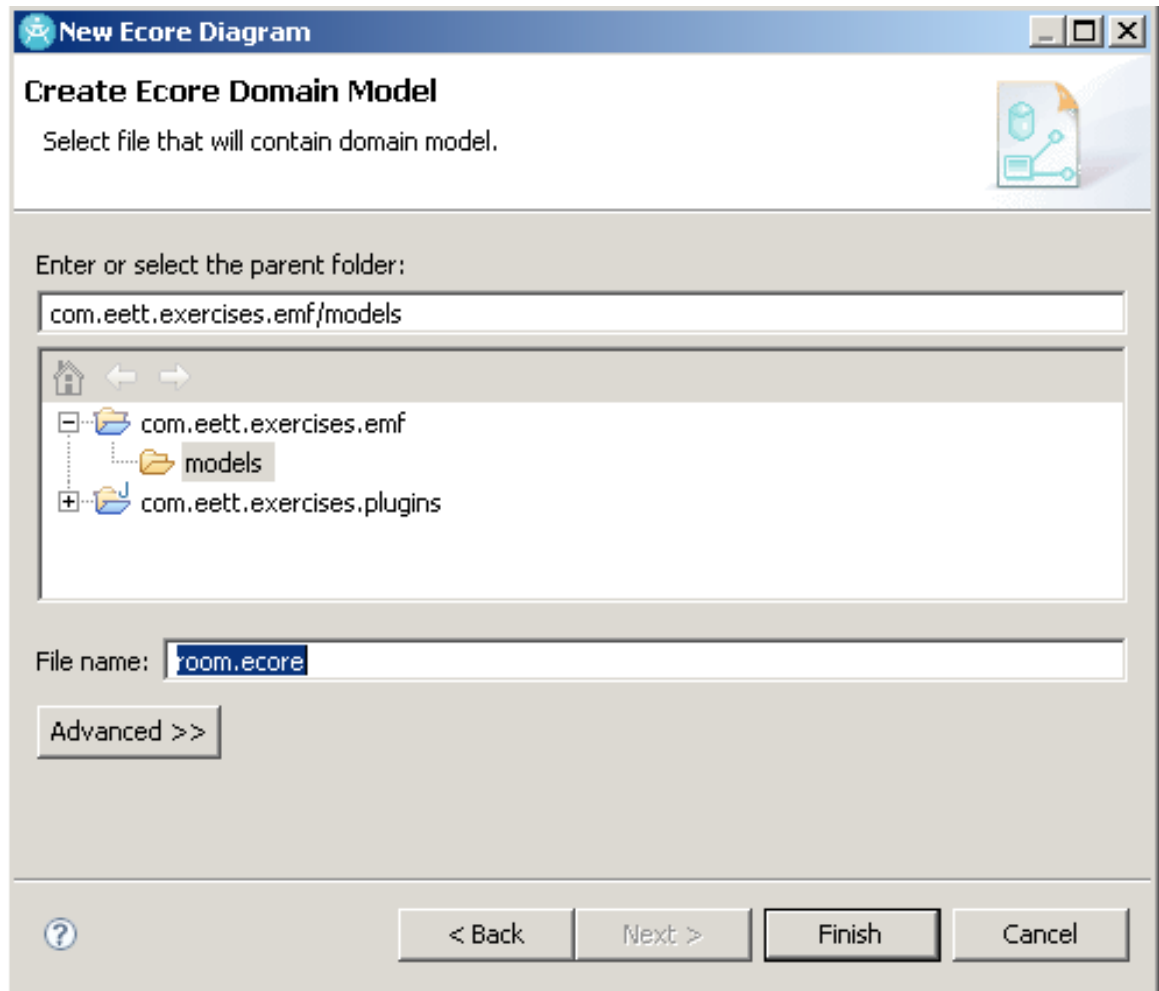 New Ecore Diagram
Create Ecore Domain Model
Select file that will contain domain model.
Enter or select the parent folder:
com.eett.exercises.emf/models
com.eett.exercises.emf
models
com.eett.exercises.plugins
File name: room.ecore
Advanced >>
< Back Next > Finish Cancel